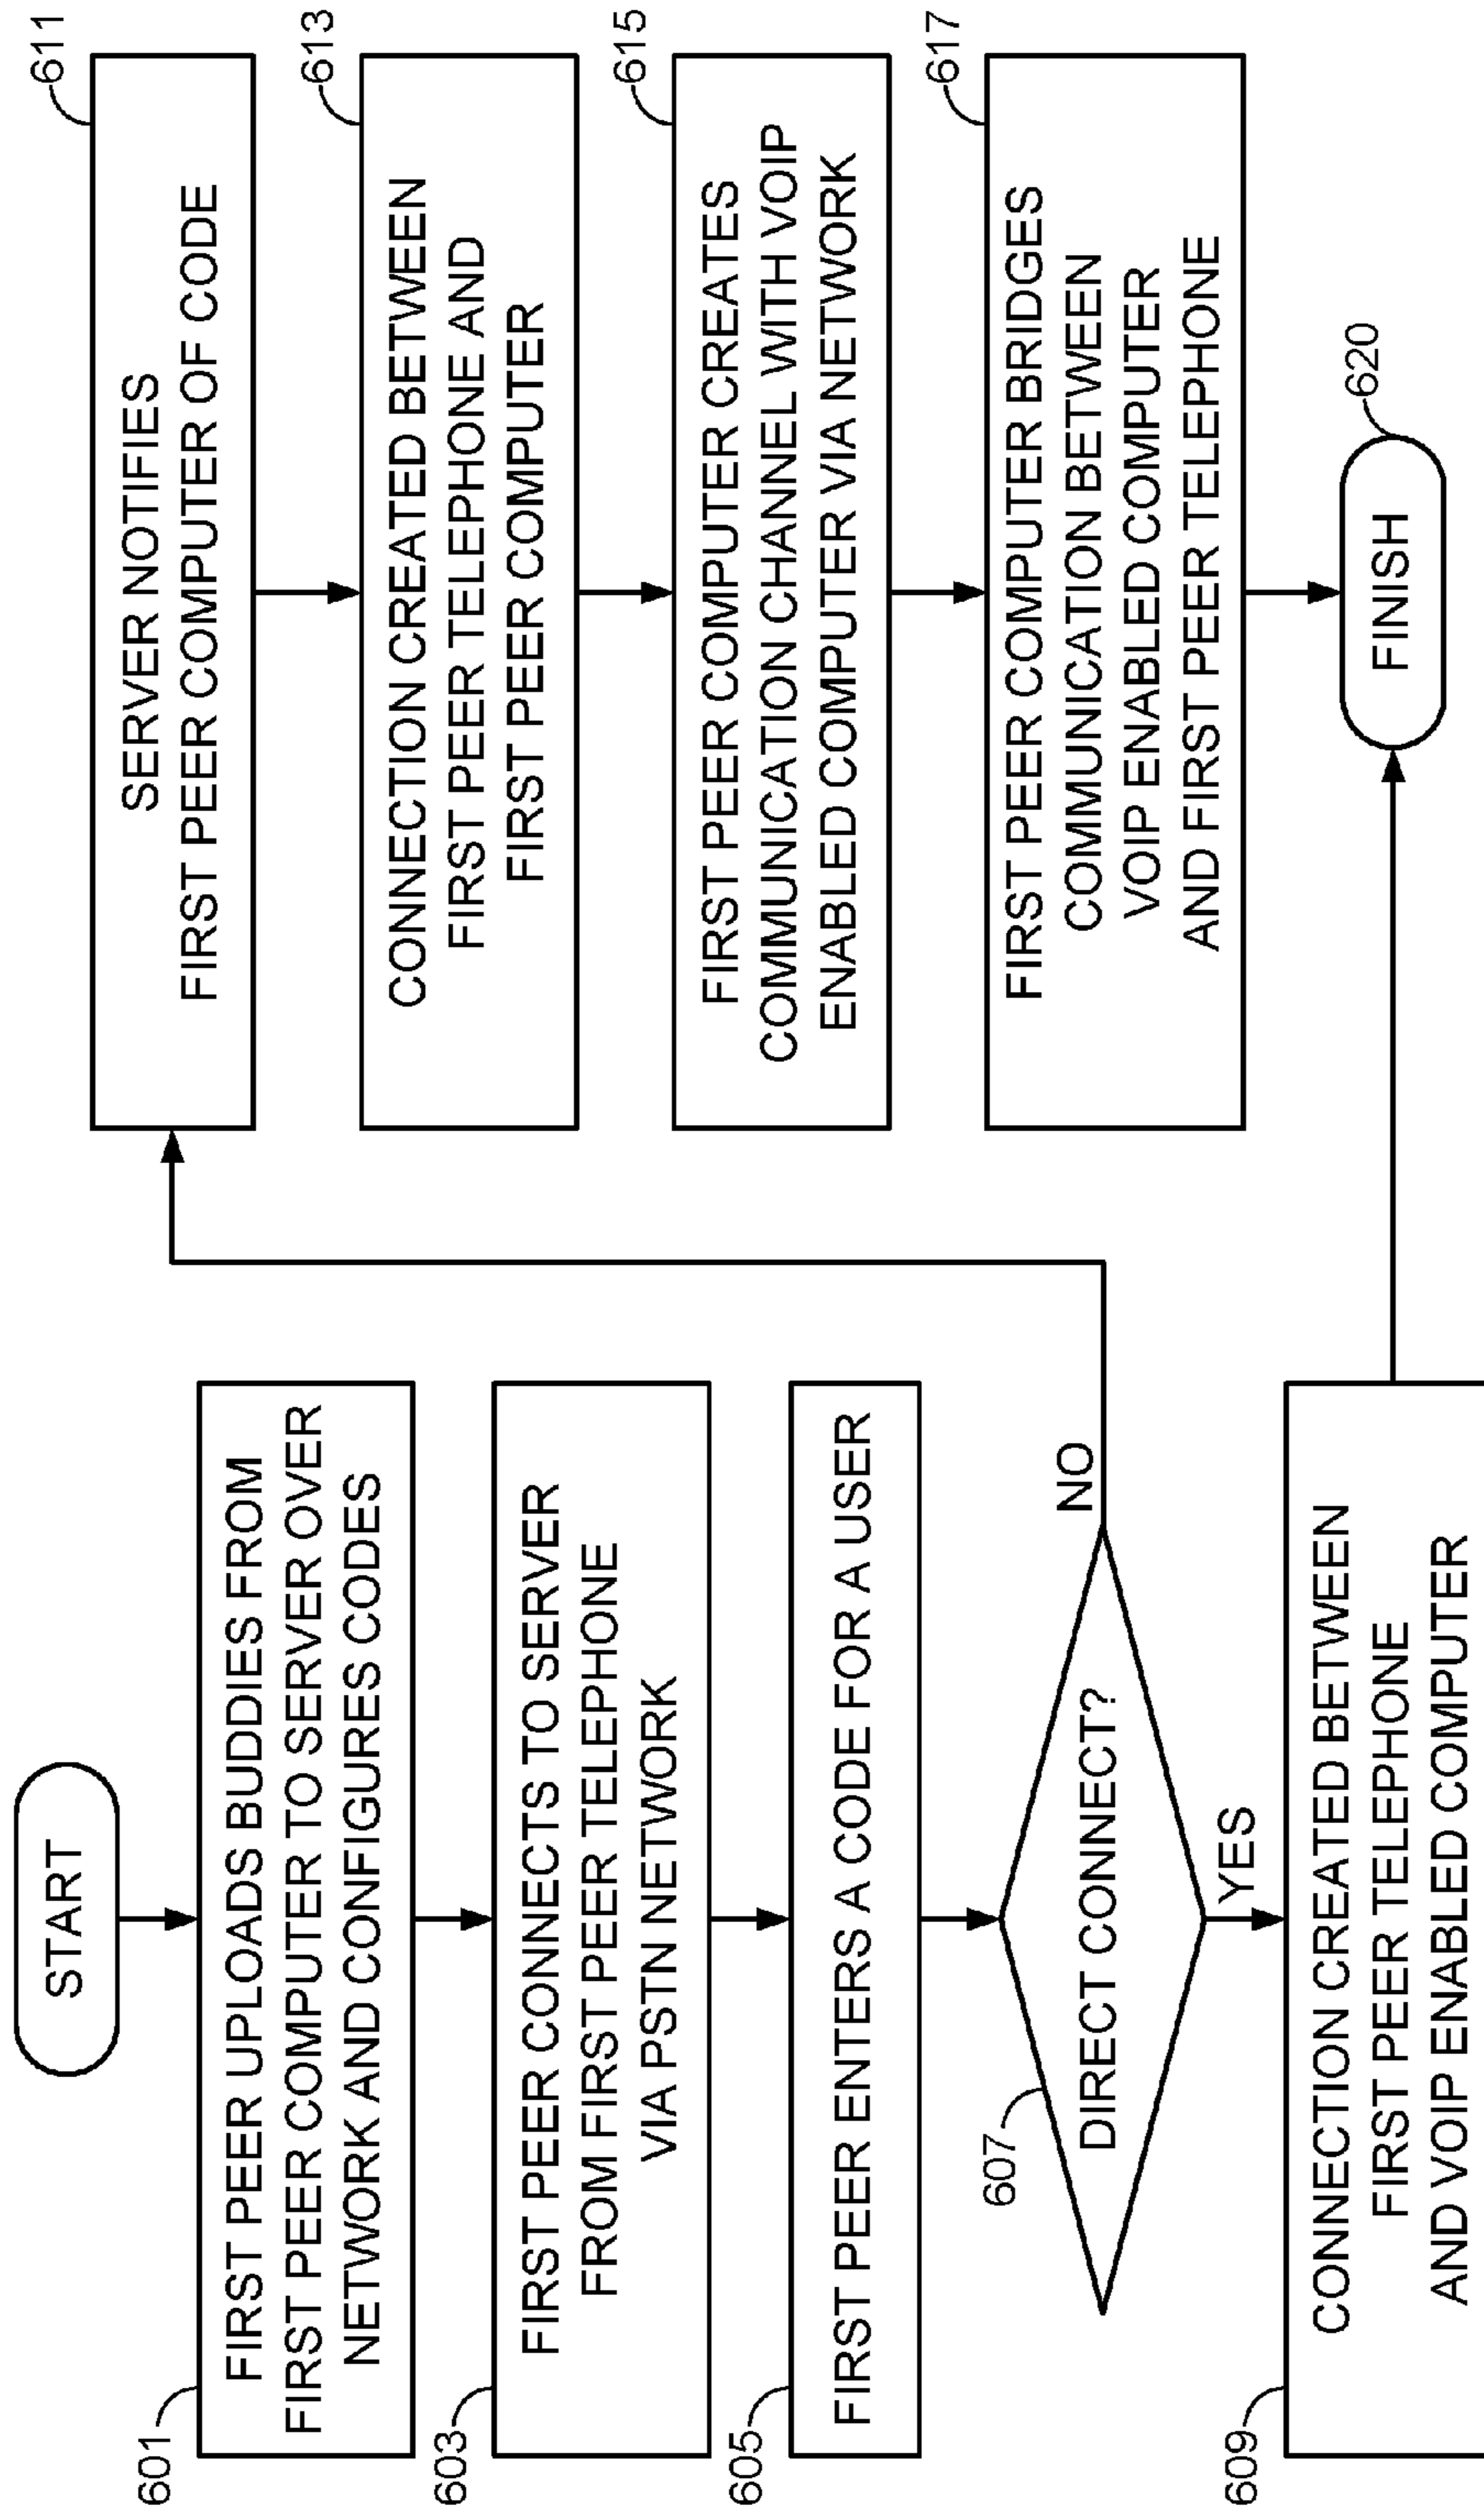 START
601
FIRST PEER UPLOADS BUDDIES FROM
FIRST PEER COMPUTER TO SERVER OVER
NETWORK AND CONFIGURES CODES
603
FIRST PEER CONNECTS TO SERVER
FROM FIRST PEER TELEPHONE
VIA PSTN NETWORK
605
FIRST PEER ENTERS A CODE FOR A USER
607
DIRECT CONNECT?
NO
YES
609
CONNECTION CREATED BETWEEN
FIRST PEER TELEPHONE
AND VOIP ENABLED COMPUTER
611
SERVER NOTIFIES
FIRST PEER COMPUTER OF CODE
613
CONNECTION CREATED BETWEEN
FIRST PEER TELEPHONE AND
FIRST PEER COMPUTER
615
FIRST PEER COMPUTER CREATES
COMMUNICATION CHANNEL WITH VOIP
ENABLED COMPUTER VIA NETWORK
617
FIRST PEER COMPUTER BRIDGES
COMMUNICATION BETWEEN
VOIP ENABLED COMPUTER
AND FIRST PEER TELEPHONE
620
FINISH